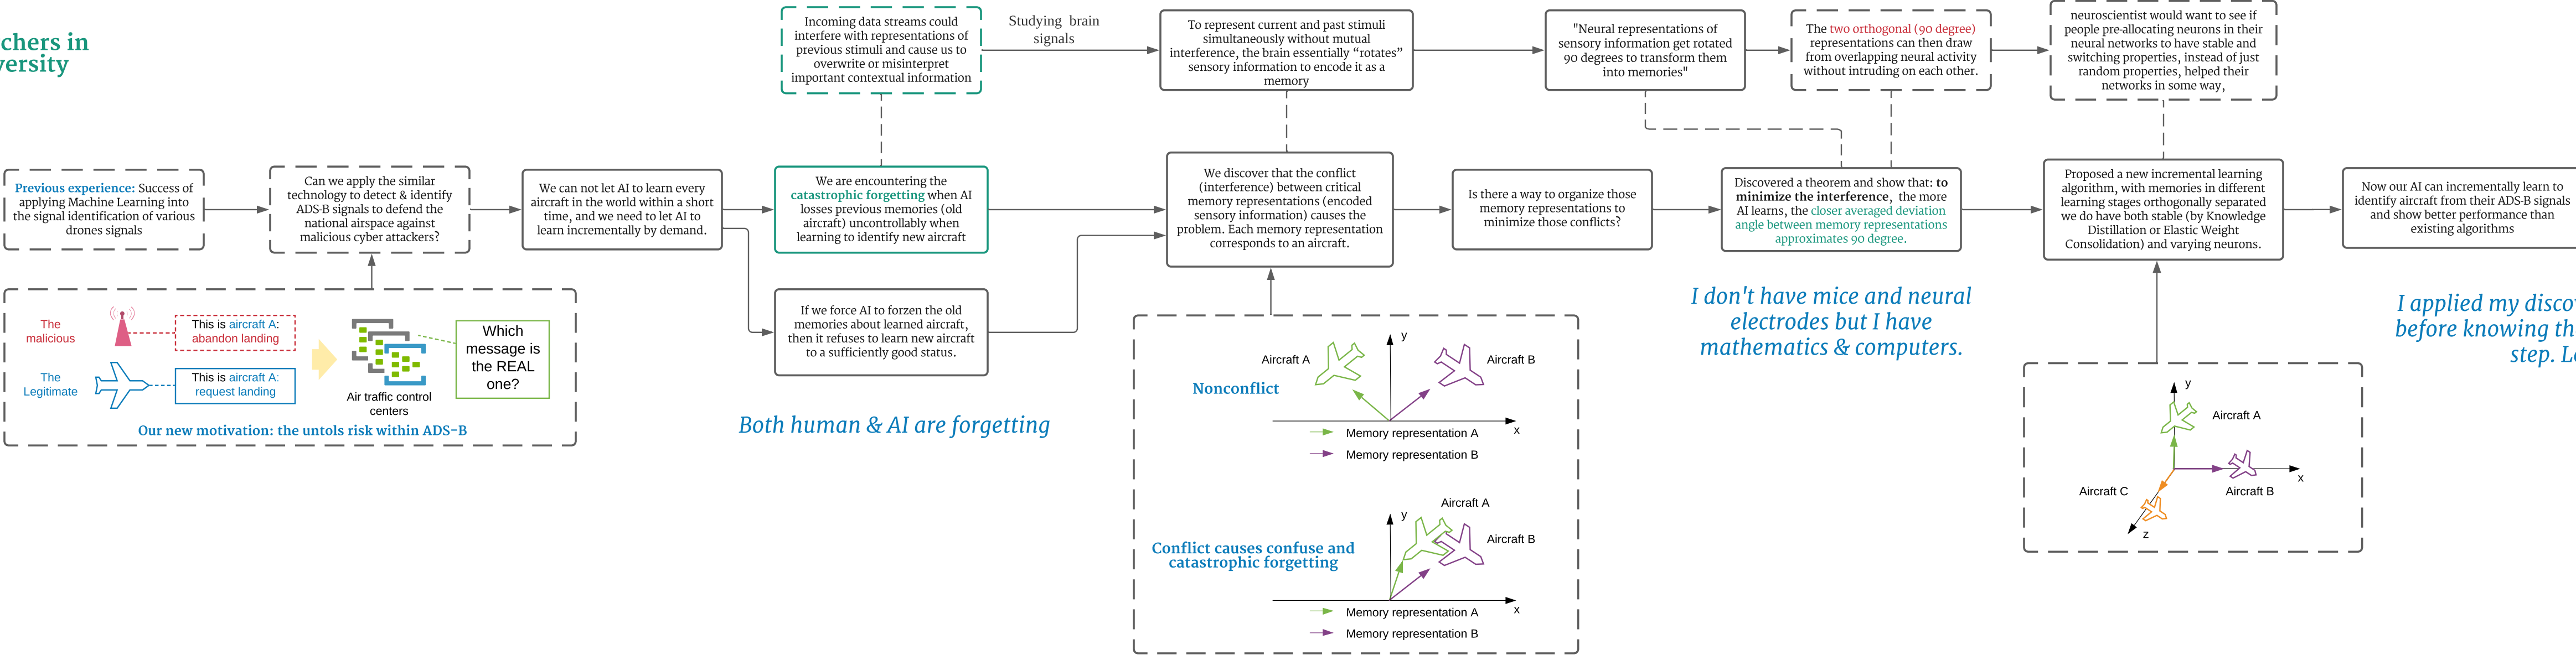 chers in
versity
Incoming data streams could
interfere with representations of
previous stimuli and cause us to
overwrite or misinterpret
important contextual information
Studying brain
signals
To represent current and past stimuli
simultaneously without mutual
interference, the brain essentially “rotates”
sensory information to encode it as a
memory
"Neural representations of
sensory information get rotated
90 degrees to transform them
into memories"
The two orthogonal (90 degree)
representations can then draw
from overlapping neural activity
without intruding on each other.
neuroscientist would want to see if
people pre-allocating neurons in their
neural networks to have stable and
switching properties, instead of just
random properties, helped their
networks in some way,
Previous experience: Success of
applying Machine Learning into
the signal identification of various
drones signals
Can we apply the similar
technology to detect & identify
ADS-B signals to defend the
national airspace against
malicious cyber attackers?
We can not let AI to learn every
aircraft in the world within a short
time, and we need to let AI to
learn incrementally by demand.
We are encountering the
catastrophic forgetting when AI
losses previous memories (old
aircraft) uncontrollably when
learning to identify new aircraft
We discover that the conflict
(interference) between critical
memory representations (encoded
sensory information) causes the
problem. Each memory representation
corresponds to an aircraft.
Is there a way to organize those
memory representations to
minimize those conflicts?
Discovered a theorem and show that: to
minimize the interference, the more
AI learns, the closer averaged deviation
angle between memory representations
approximates 90 degree.
Proposed a new incremental learning
algorithm, with memories in different
learning stages orthogonally separated
we do have both stable (by Knowledge
Distillation or Elastic Weight
Consolidation) and varying neurons.
Now our AI can incrementally learn to
identify aircraft from their ADS-B signals
and show better performance than
existing algorithms
The
malicious
This is aircraft A:
abandon landing
The
Legitimate
This is aircraft A:
request landing
Air traffic control
centers
Which
message is
the REAL
one?
Our new motivation: the untols risk within ADS-B
If we force AI to forzen the old
memories about learned aircraft,
then it refuses to learn new aircraft
to a sufficiently good status.
Both human & AI are forgetting
Nonconflict
Aircraft A
y
Aircraft B
x
Memory representation A
Memory representation B
Conflict causes confuse and
catastrophic forgetting
Aircraft A
y
Aircraft B
x
Memory representation A
Memory representation B
I don't have mice and neural
electrodes but I have
mathematics & computers.
y
Aircraft A
x
Aircraft C
Aircraft B
z
I applied my disco
before knowing th
step. L